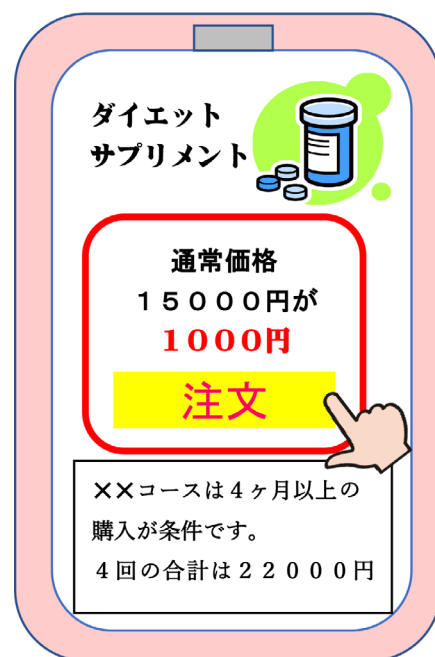 ダイエット
サプリメント
通常価格
１５０００円が
１０００円
注文
××コースは４ヶ月以上の
購入が条件です。
４回の合計は２２０００円